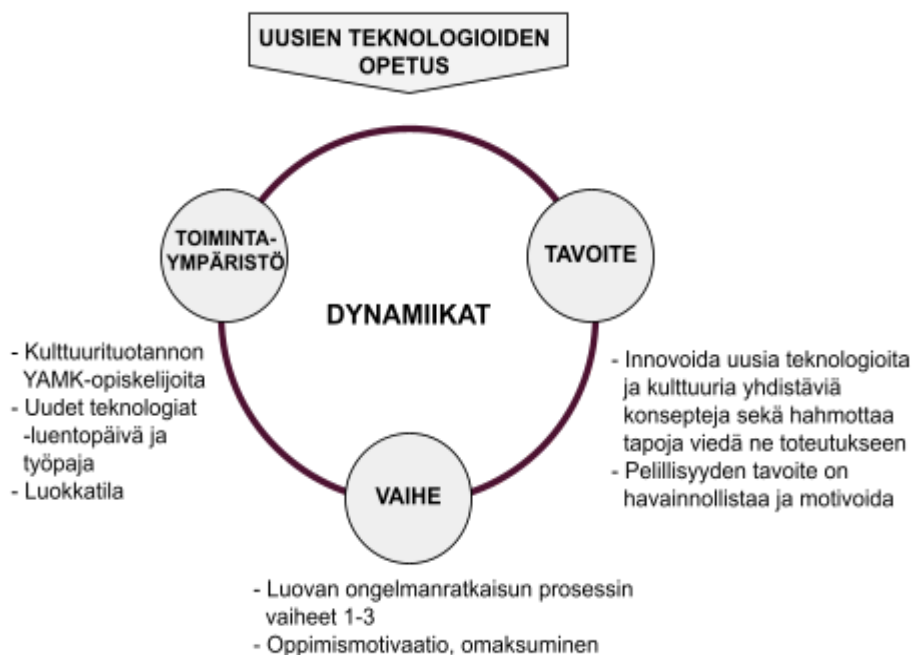 UUSIEN TEKNOLOGIOIDEN
OPETUS
TOIMINTA-
YMPÄRISTÖ
TAVOITE
DYNAMIIKAT
- Kulttuurituotannon
YAMK-opiskelijoita
- Uudet teknologiat
-luentopäivä ja
työpaja
- Luokkatila
- Innovoida uusia teknologioita
ja kulttuuria yhdistäviä
konsepteja sekä hahmottaa
tapoja viedä ne toteutukseen
- Pelillisyyden tavoite on
havainnollistaa ja motivoida
VAIHE
- Luovan ongelmanratkaisun prosessin
vaiheet 1-3
- Oppimismotivaatio, omaksuminen